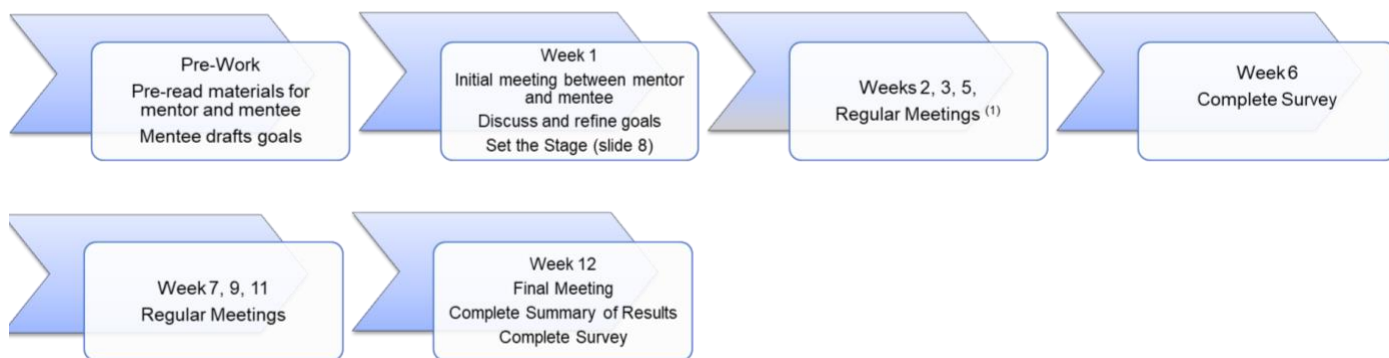 Pre-Work
Pre-read materials for
mentor and mentee
Mentee drafts goals
Week 1
Initial meeting between mentor
and mentee
Discuss and refine goals
Set the Stage (slide 8)
Weeks 2, 3, 5,
Regular Meetings (1)
Week 6
Complete Survey
Week 7, 9, 11
Regular Meetings
Week 12
Final Meeting
Complete Summary of Results
Complete Survey